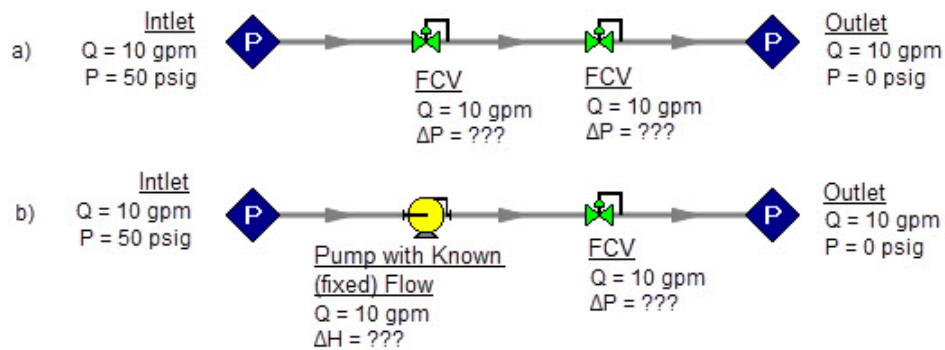 a)
Intlet
Q = 10 gpm
P = 50 psig
P
FCV
Q = 10 gpm
ΔP = ???
FCV
Q = 10 gpm
ΔP = ???
P
Outlet
Q = 10 gpm
P = 0 psig
b)
Intlet
Q = 10 gpm
P = 50 psig
P
Pump with Known
(fixed) Flow
Q = 10 gpm
ΔH = ???
FCV
Q = 10 gpm
ΔP = ???
P
Outlet
Q = 10 gpm
P = 0 psig